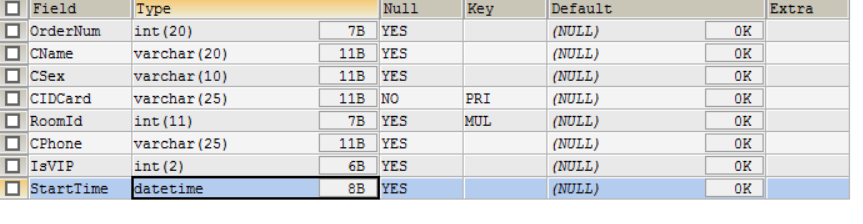 Field Type Null Key Default Extra
OrderNum int(20) 7B YES (NULL) 0K
CName varchar(20) 11B YES (NULL) 0K
CSex varchar(10) 11B YES (NULL) 0K
CIDCard varchar(25) 11B NO PRI (NULL) 0K
RoomId int(11) 7B YES MUL (NULL) 0K
CPhone varchar(25) 11B YES (NULL) 0K
IsVIP int(2) 6B YES (NULL) 0K
StartTime datetime 8B YES (NULL) 0K